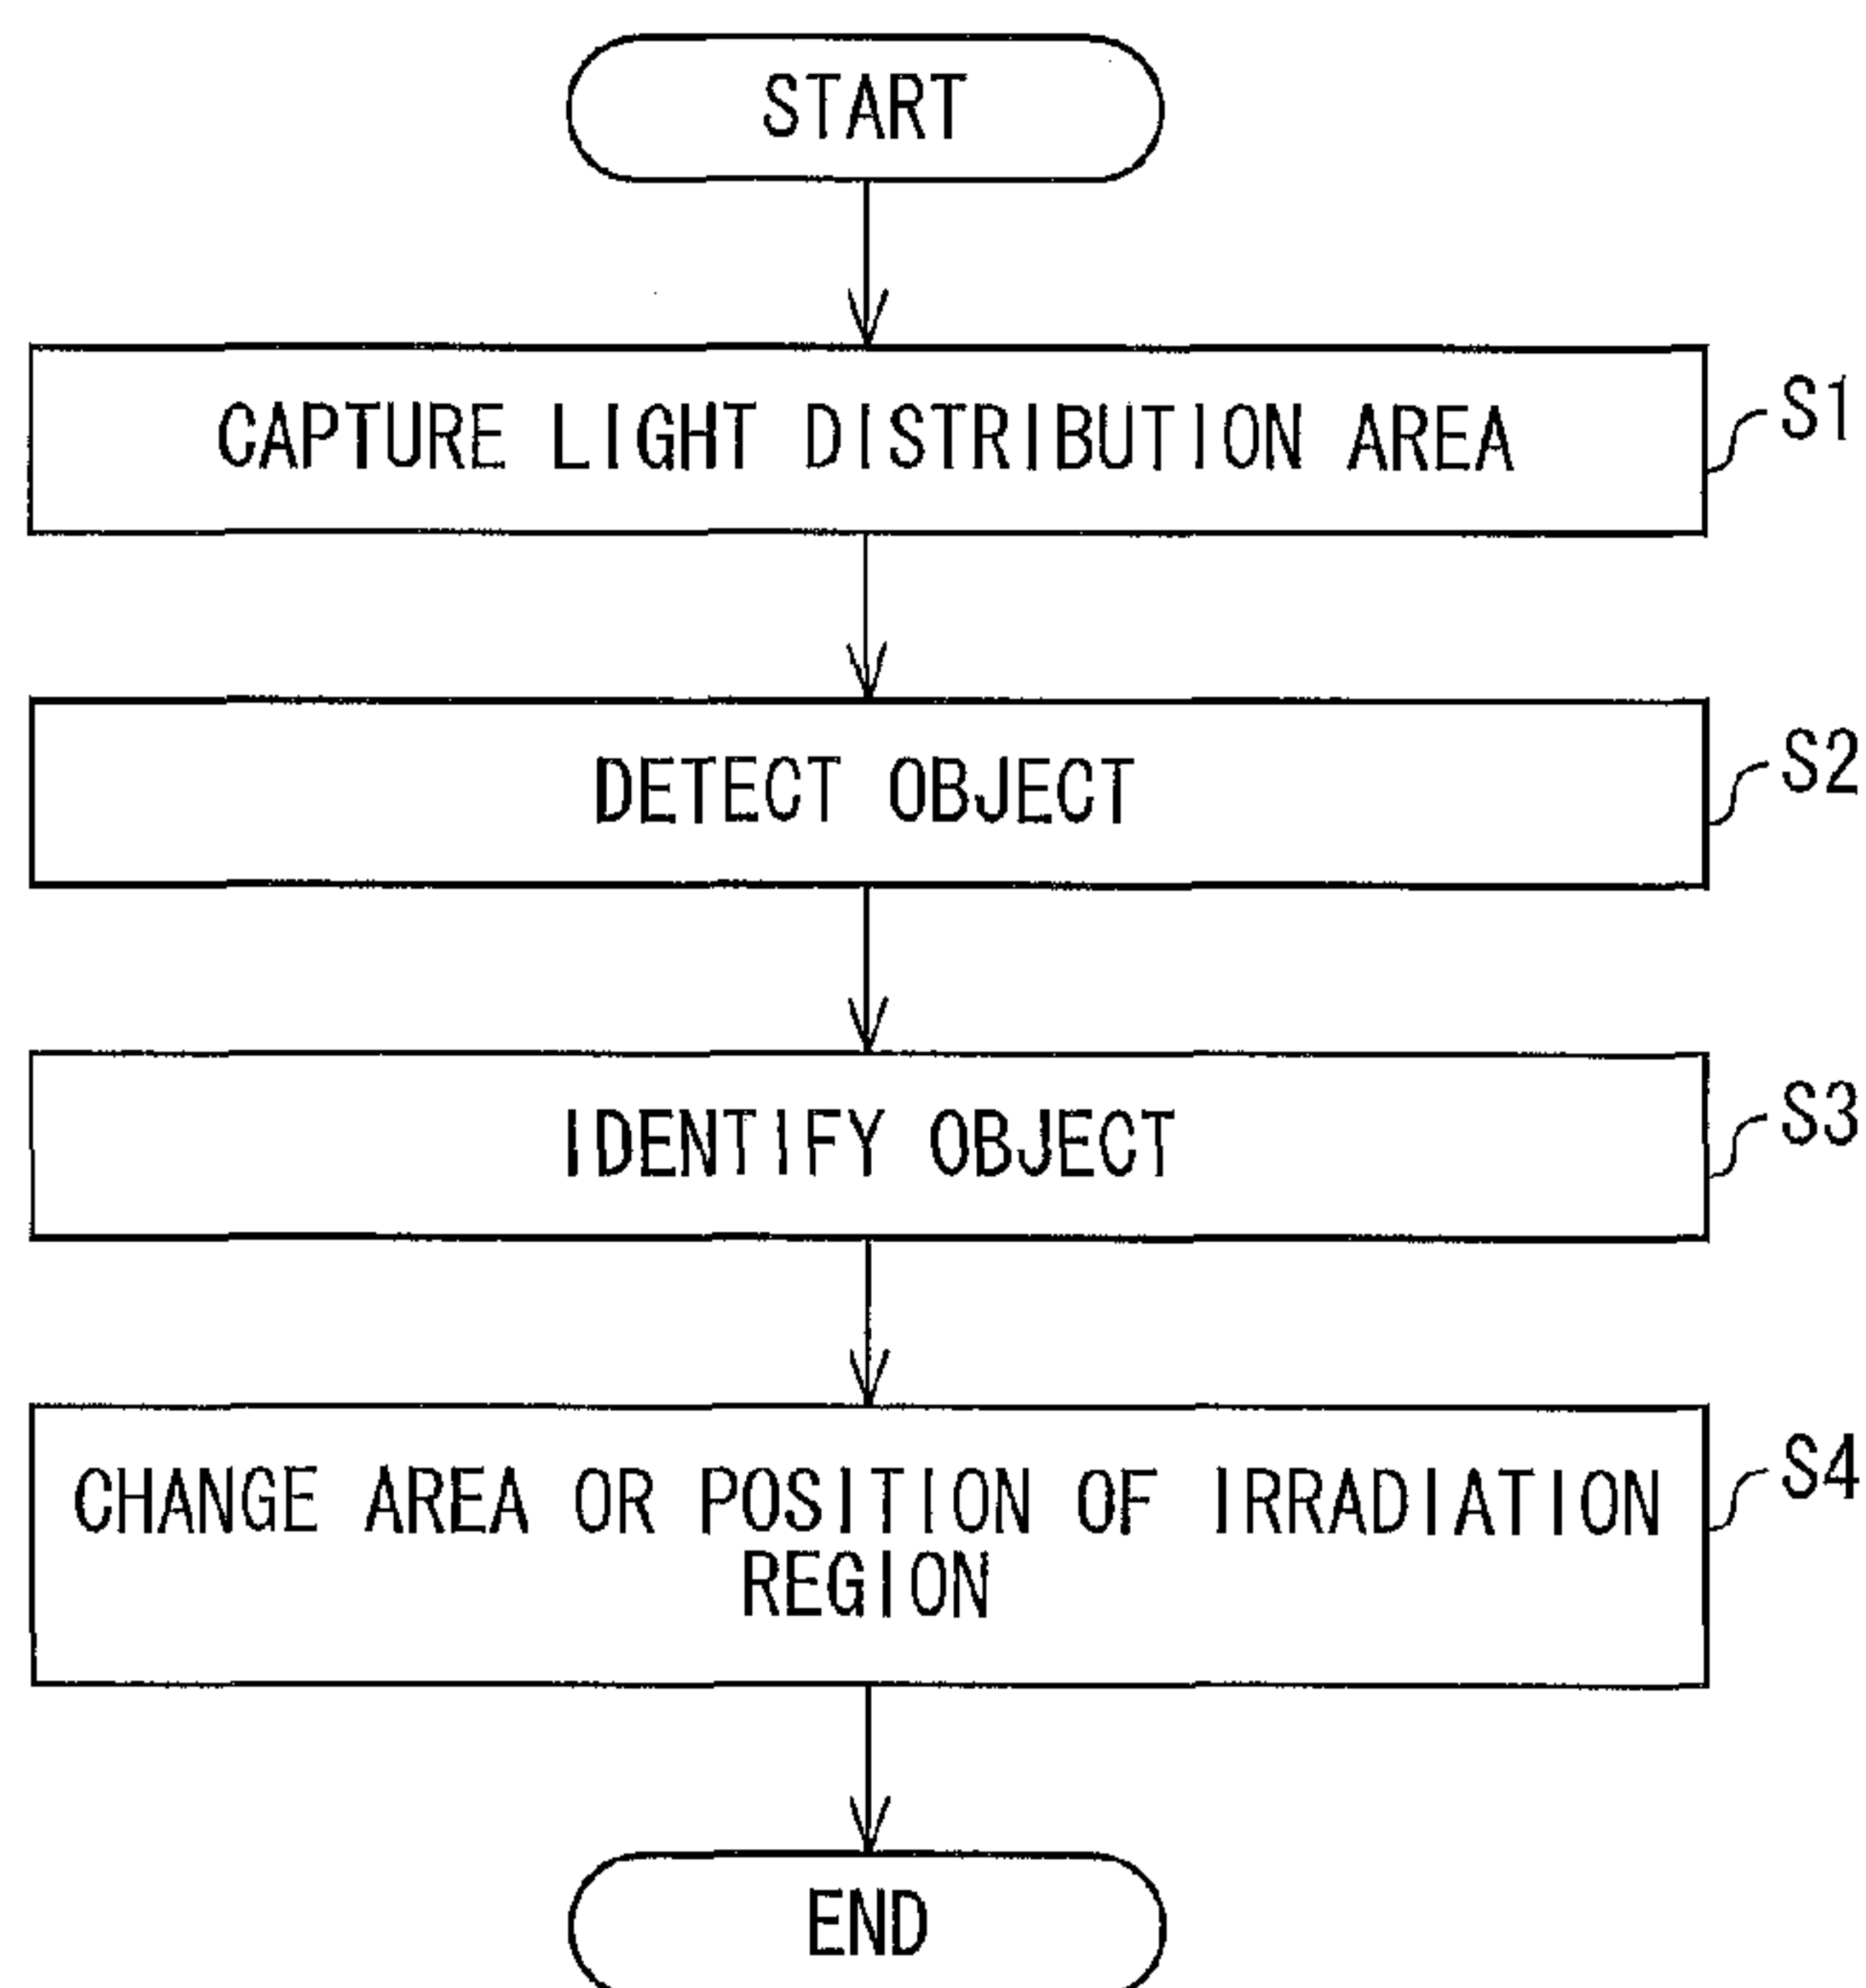 START
CAPTURE LIGHT DISTRIBUTION AREA
S1
DETECT OBJECT
S2
IDENTIFY OBJECT
S3
CHANGE AREA OR POSITION OF IRRADIATION
REGION
S4
END